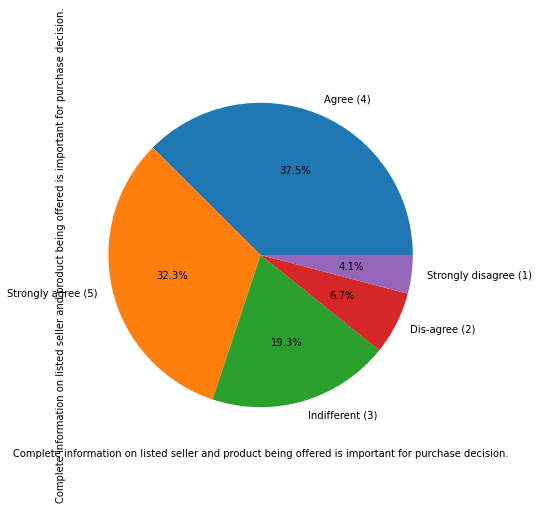 Complete information on listed seller and product being offered is important for purchase decision.
Agree (4)
37.5%
Strongly agree (5)
32.3%
4.1%
Strongly disagree (1)
6.7%
Dis-agree (2)
19.3%
Indifferent (3)
Complete information on listed seller and product being offered is important for purchase decision.